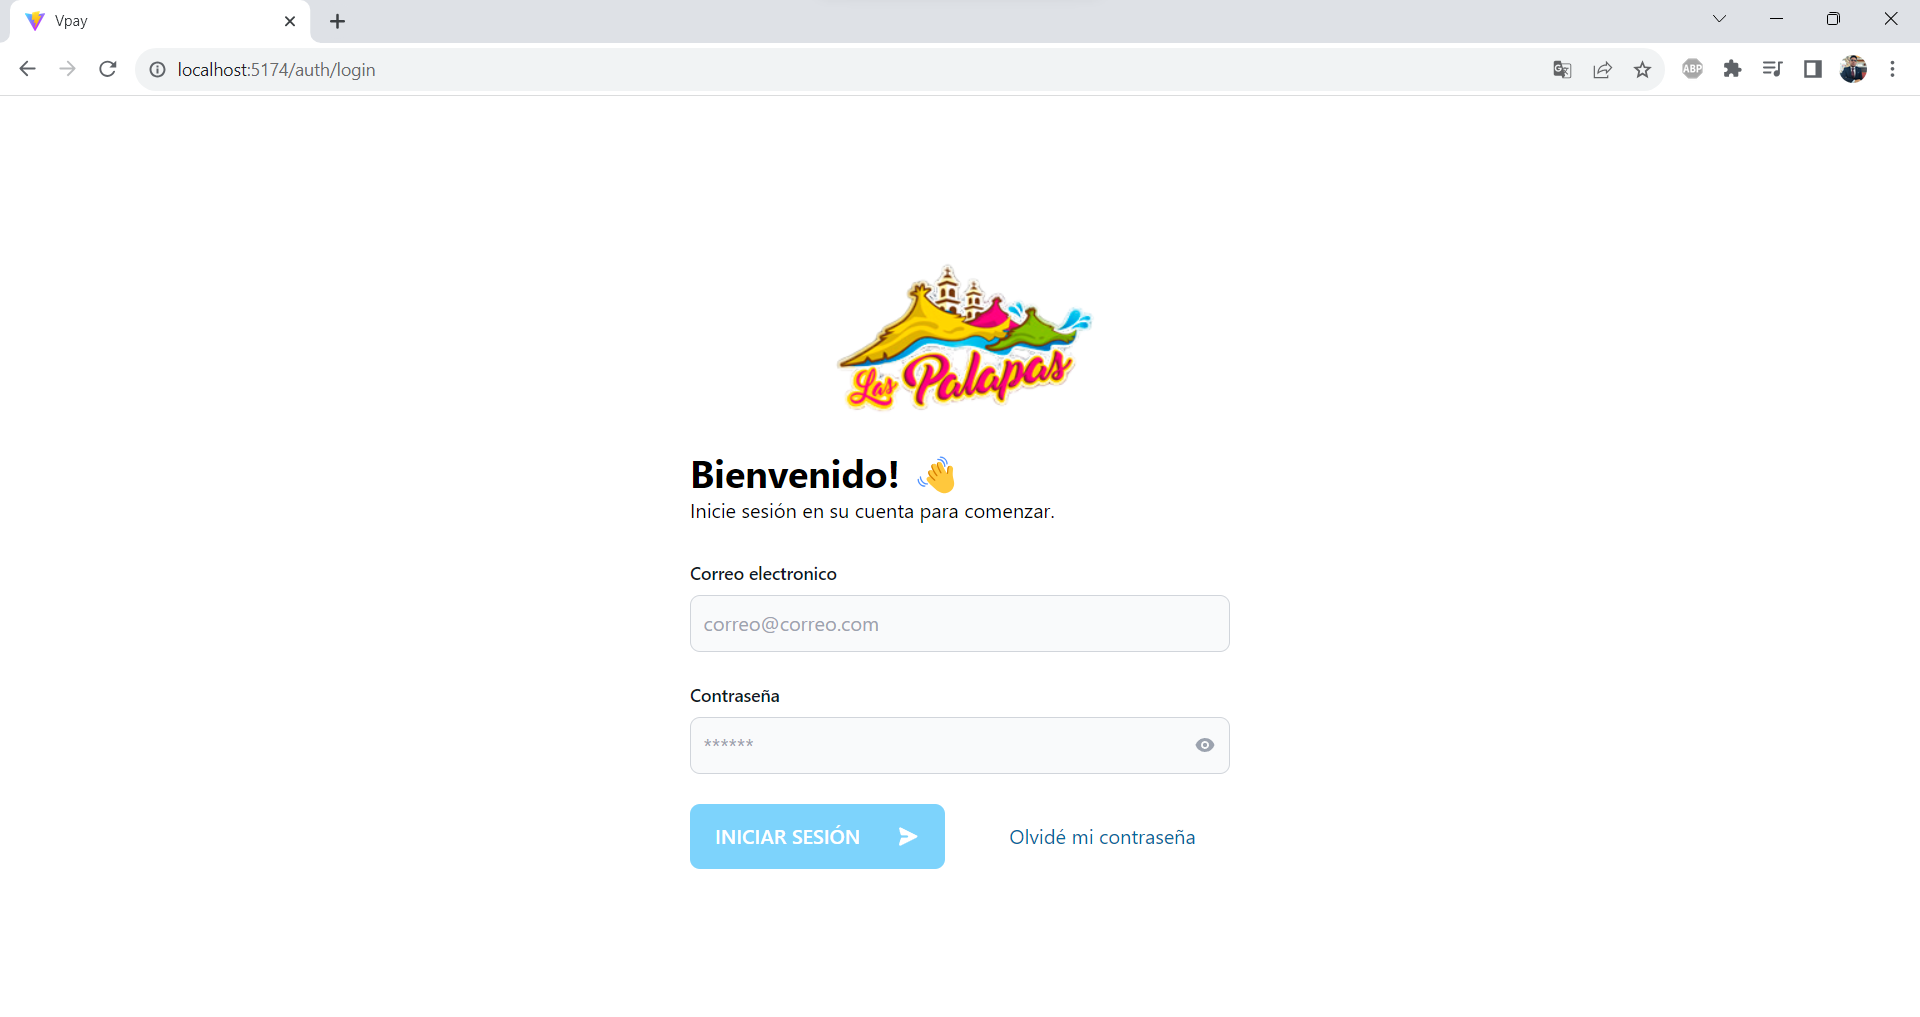 Vpay
localhost:5174/auth/login
ABP
Las Palapas
Bienvenido! 👋
Inicie sesión en su cuenta para comenzar.
Correo electronico
correo@correo.com
Contraseña
******
INICIAR SESIÓN
Olvidé mi contraseña